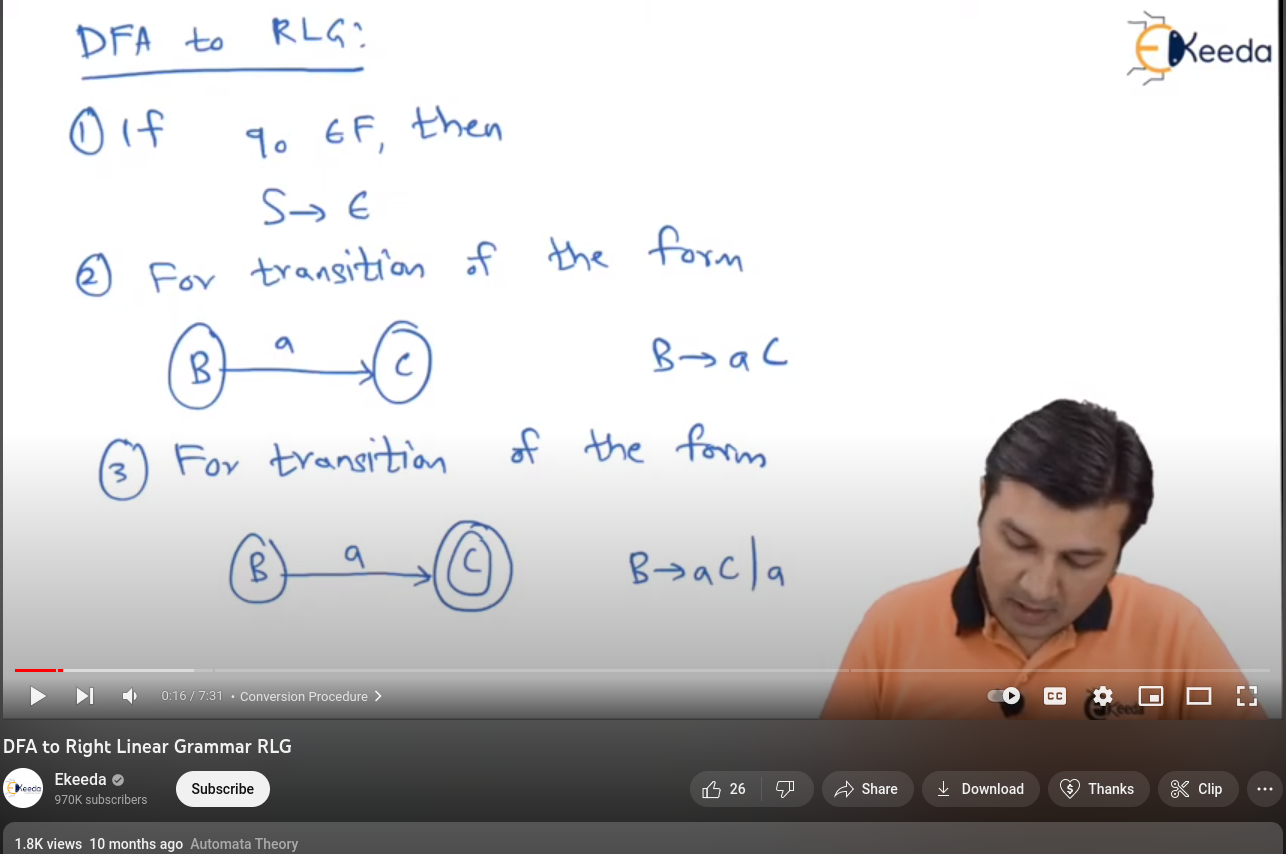 DFA to RLG:
EKeeda
① If q₀ ∈F, then
S→ ∈
② For transition of the form
B a C B→aC
③ For transition of the form
B a C B→aC|a
0:16 / 7:31 • Conversion Procedure
CC
DFA to Right Linear Grammar RLG
Ekeeda
970K subscribers
Subscribe
26 Share Download Thanks Clip
1.8K views 10 months ago Automata Theory